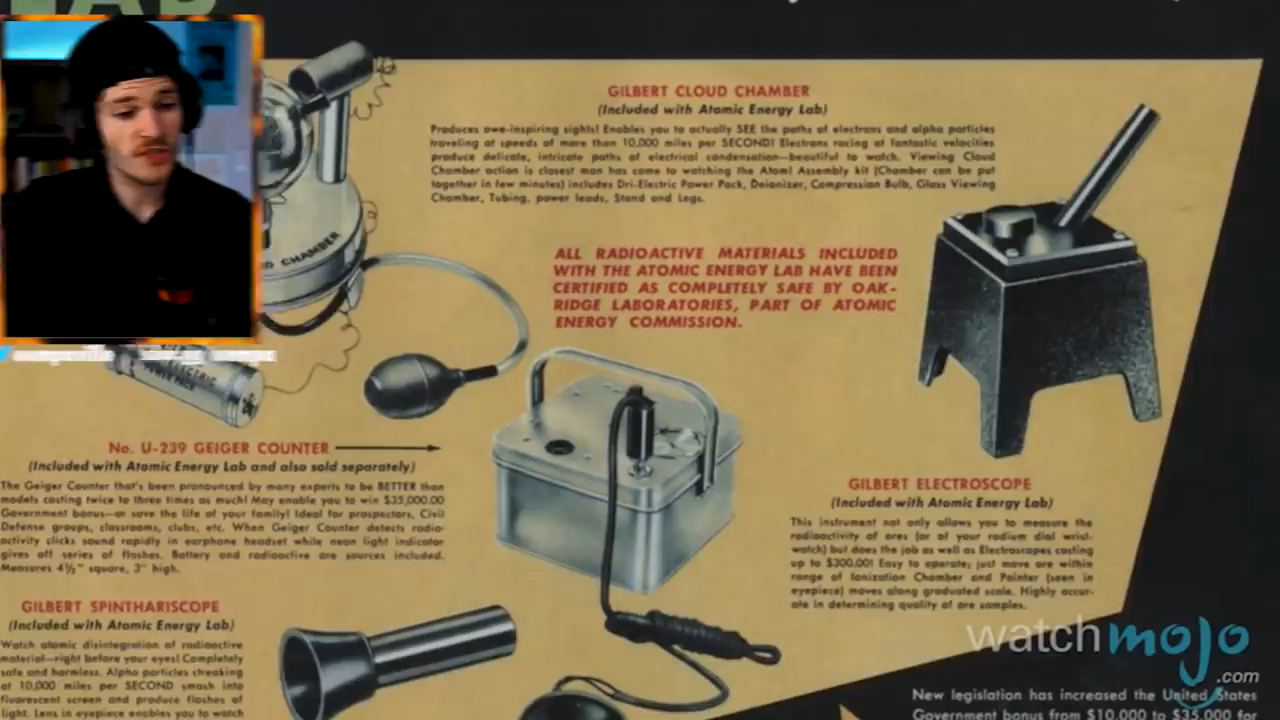 LAB
GILBERT CLOUD CHAMBER
(Included with Atomic Energy Lab)
Produces awe-inspiring sights! Enables you to actually SEE the paths of electrons and alpha particles
traveling at speeds of more than 10,000 miles per SECOND! Electrons racing at fantastic velocities
produce delicate, intricate paths of electrical condensation—beautiful to watch. Viewing Cloud
Chamber action is closest man has come to watching the Atom! Assembly kit (Chamber can be put
together in few minutes) includes Dri-Electric Power Pack, Deionizer, Compression Bulb, Glass Viewing
Chamber, Tubing, power leads, Stand and Legs.
CHAMBER
ALL RADIOACTIVE MATERIALS INCLUDED
WITH THE ATOMIC ENERGY LAB HAVE BEEN
CERTIFIED AS COMPLETELY SAFE BY OAK-
RIDGE LABORATORIES, PART OF ATOMIC
ENERGY COMMISSION.
ELECTRIC
POWER PACK
No. U-239 GEIGER COUNTER
(Included with Atomic Energy Lab and also sold separately)
The Geiger Counter that's been pronounced by many experts to be BETTER than
models costing twice to three times as much! May enable you to win $35,000.00
Government bonus—or save the life of your family! Ideal for prospectors, Civil
Defense groups, classrooms, clubs, etc. When Geiger Counter detects radio-
activity clicks sound rapidly in earphone headset while neon light indicator
gives off series of flashes. Battery and radioactive are sources included.
Measures 4½" square, 3" high.
GILBERT ELECTROSCOPE
(Included with Atomic Energy Lab)
This instrument not only allows you to measure the
radioactivity of ores (or of your radium dial wrist-
watch) but does the job as well as Electroscopes costing
up to $300.00! Easy to operate; just move ore within
range of Ionization Chamber and Pointer (seen in
eyepiece) moves along graduated scale. Highly accur-
ate in determining quality of ore samples.
GILBERT SPINTHARISCOPE
(Included with Atomic Energy Lab)
Watch atomic disintegration of radioactive
material—right before your eyes! Completely
safe and harmless. Alpha particles streaking
at 10,000 miles per SECOND smash into
fluorescent screen and produce flashes of
light. Lens in eyepiece enables you to watch
watchmojo
.com
New legislation has increased the United States
Government bonus from $10,000 to $35,000 for